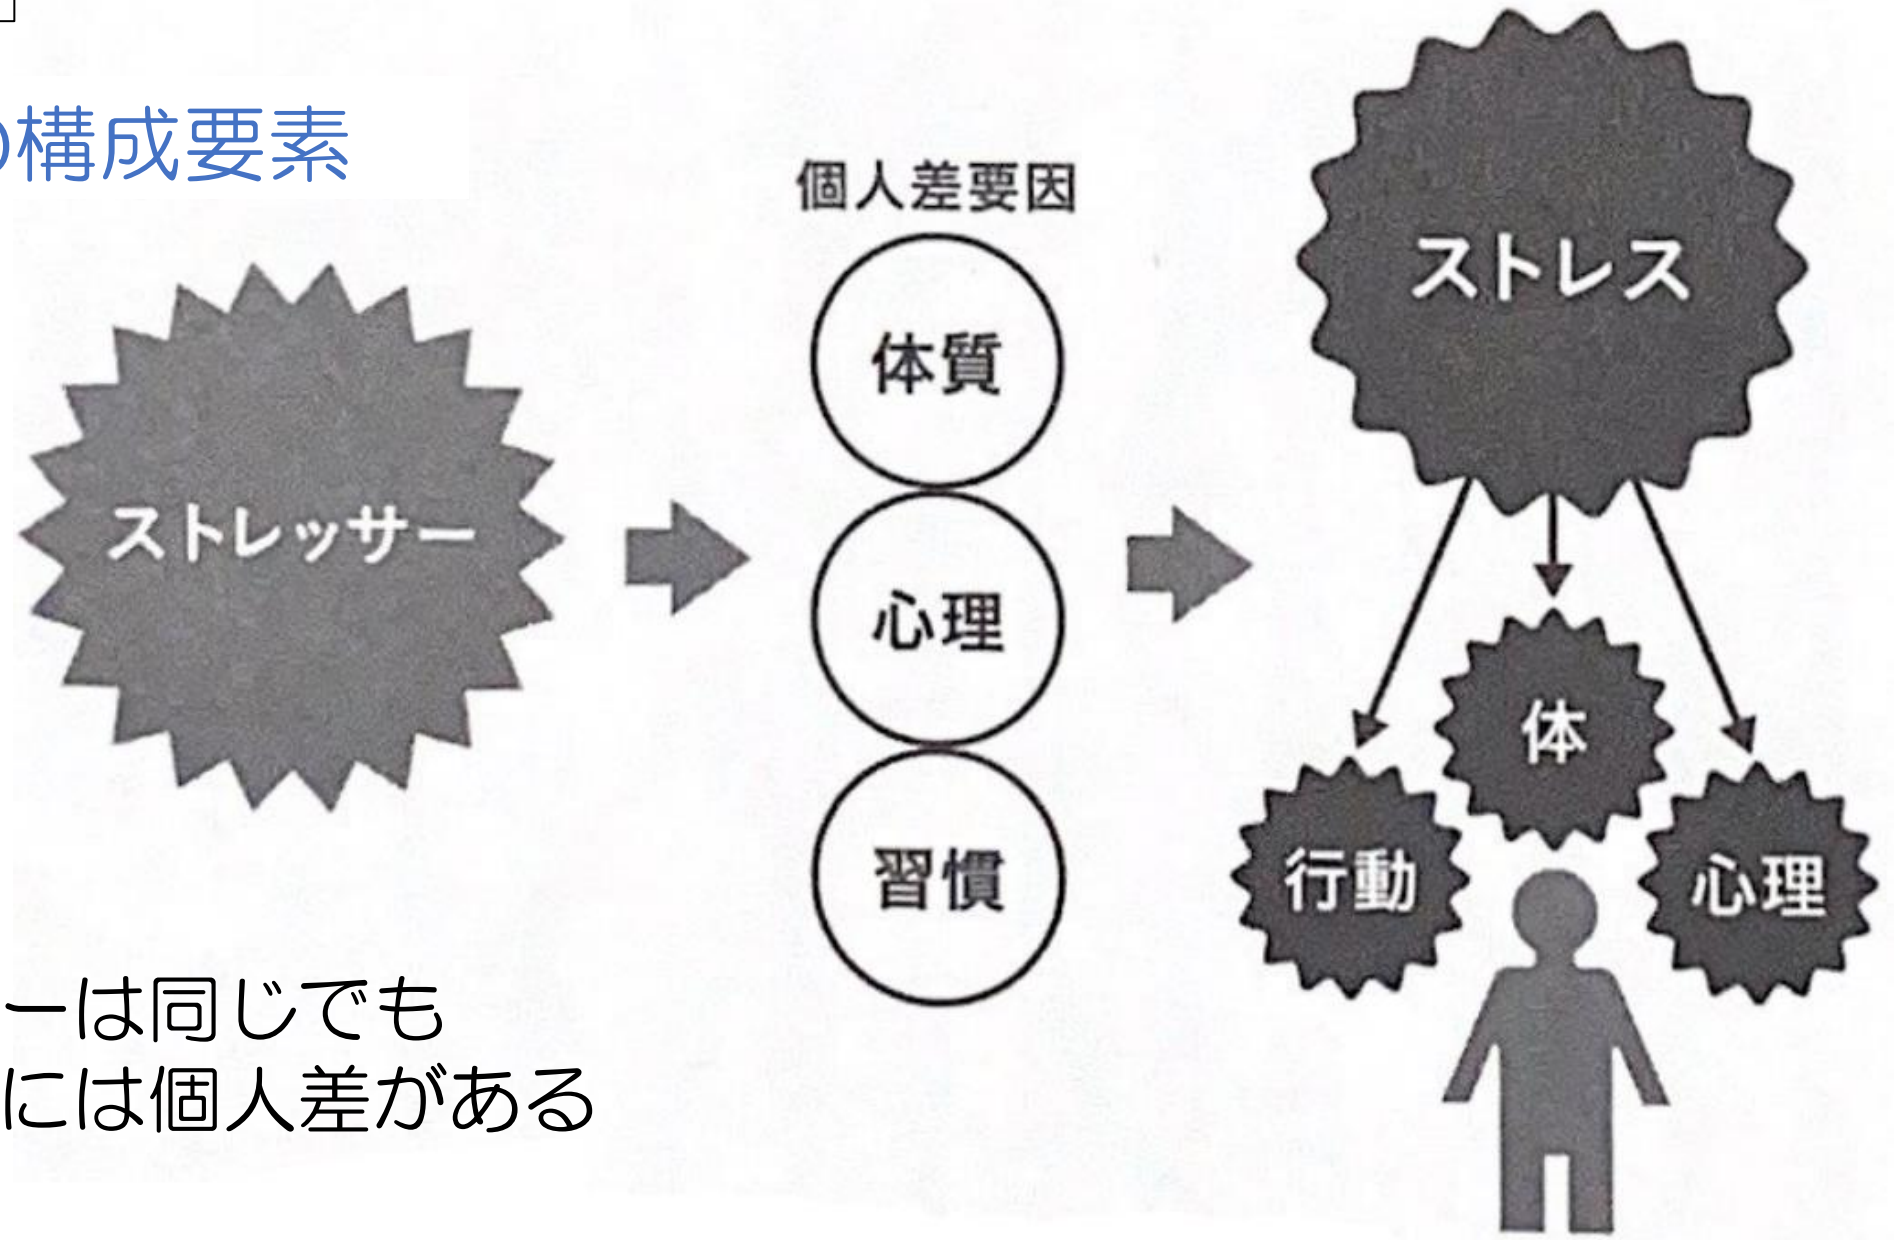 の構成要素
個人差要因
ストレッサー
体質
心理
習慣
ストレス
体
行動
心理
ーは同じでも
には個人差がある